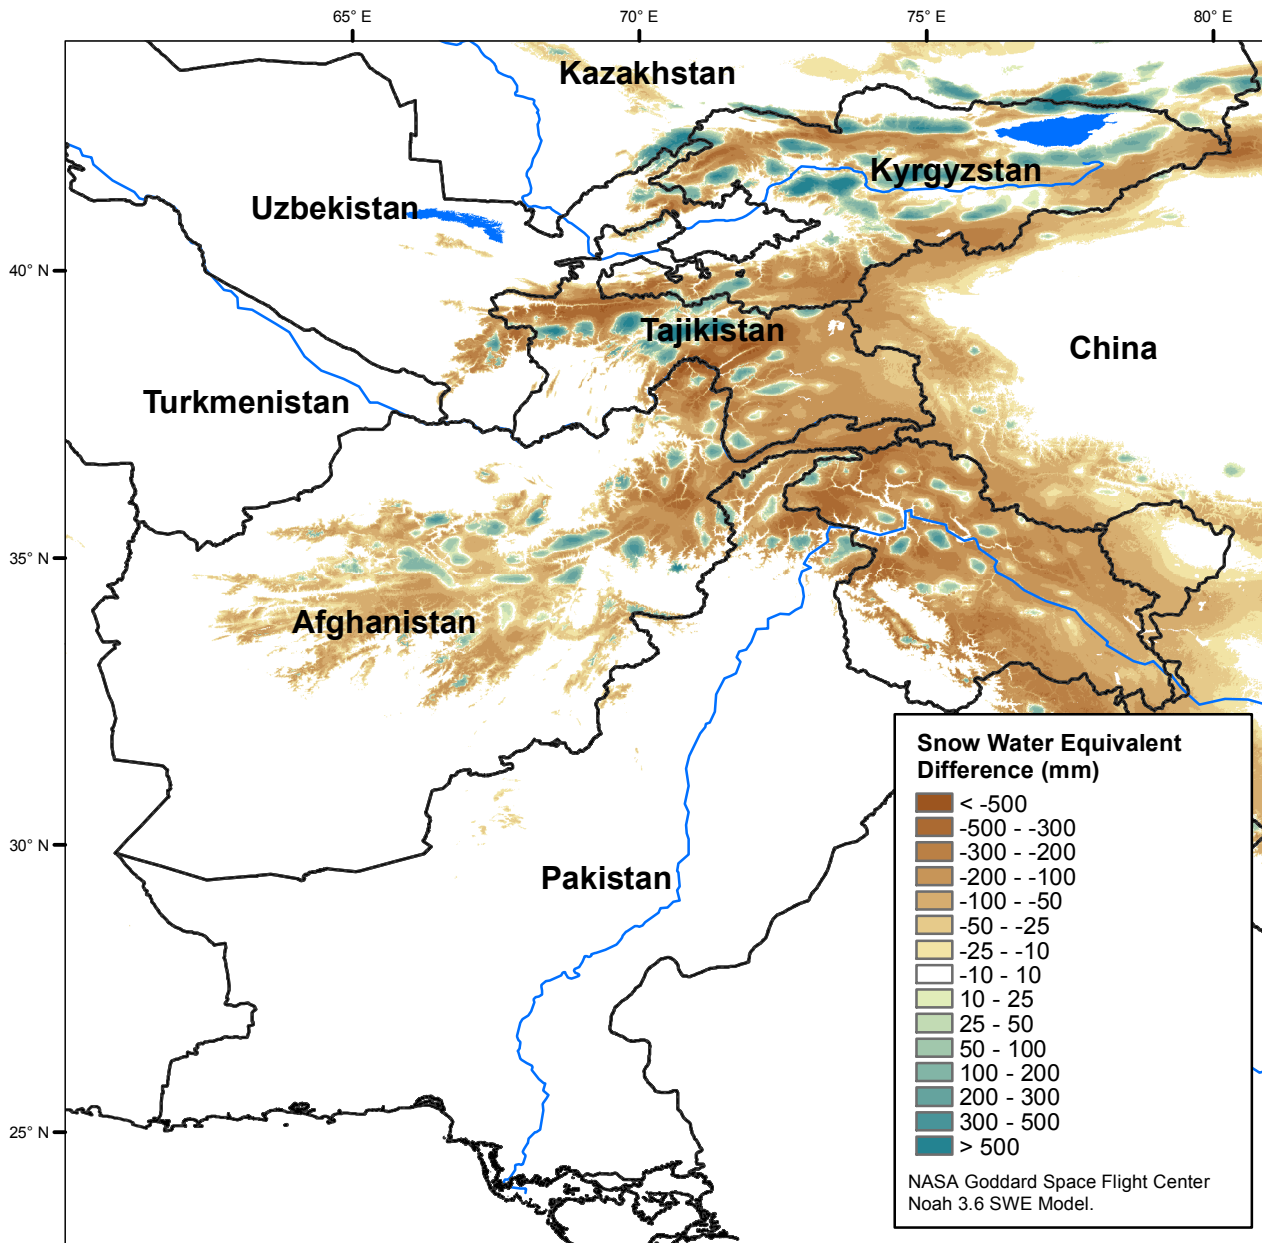 65° E
70° E
75° E
80° E
Kazakhstan
Kyrgyzstan
Uzbekistan
40° N
Tajikistan
China
Turkmenistan
35° N
Afghanistan
30° N
Pakistan
25° N
Snow Water Equivalent
Difference (mm)
< -500
-500 - -300
-300 - -200
-200 - -100
-100 - -50
-50 - -25
-25 - -10
-10 - 10
10 - 25
25 - 50
50 - 100
100 - 200
200 - 300
300 - 500
> 500
NASA Goddard Space Flight Center
Noah 3.6 SWE Model.